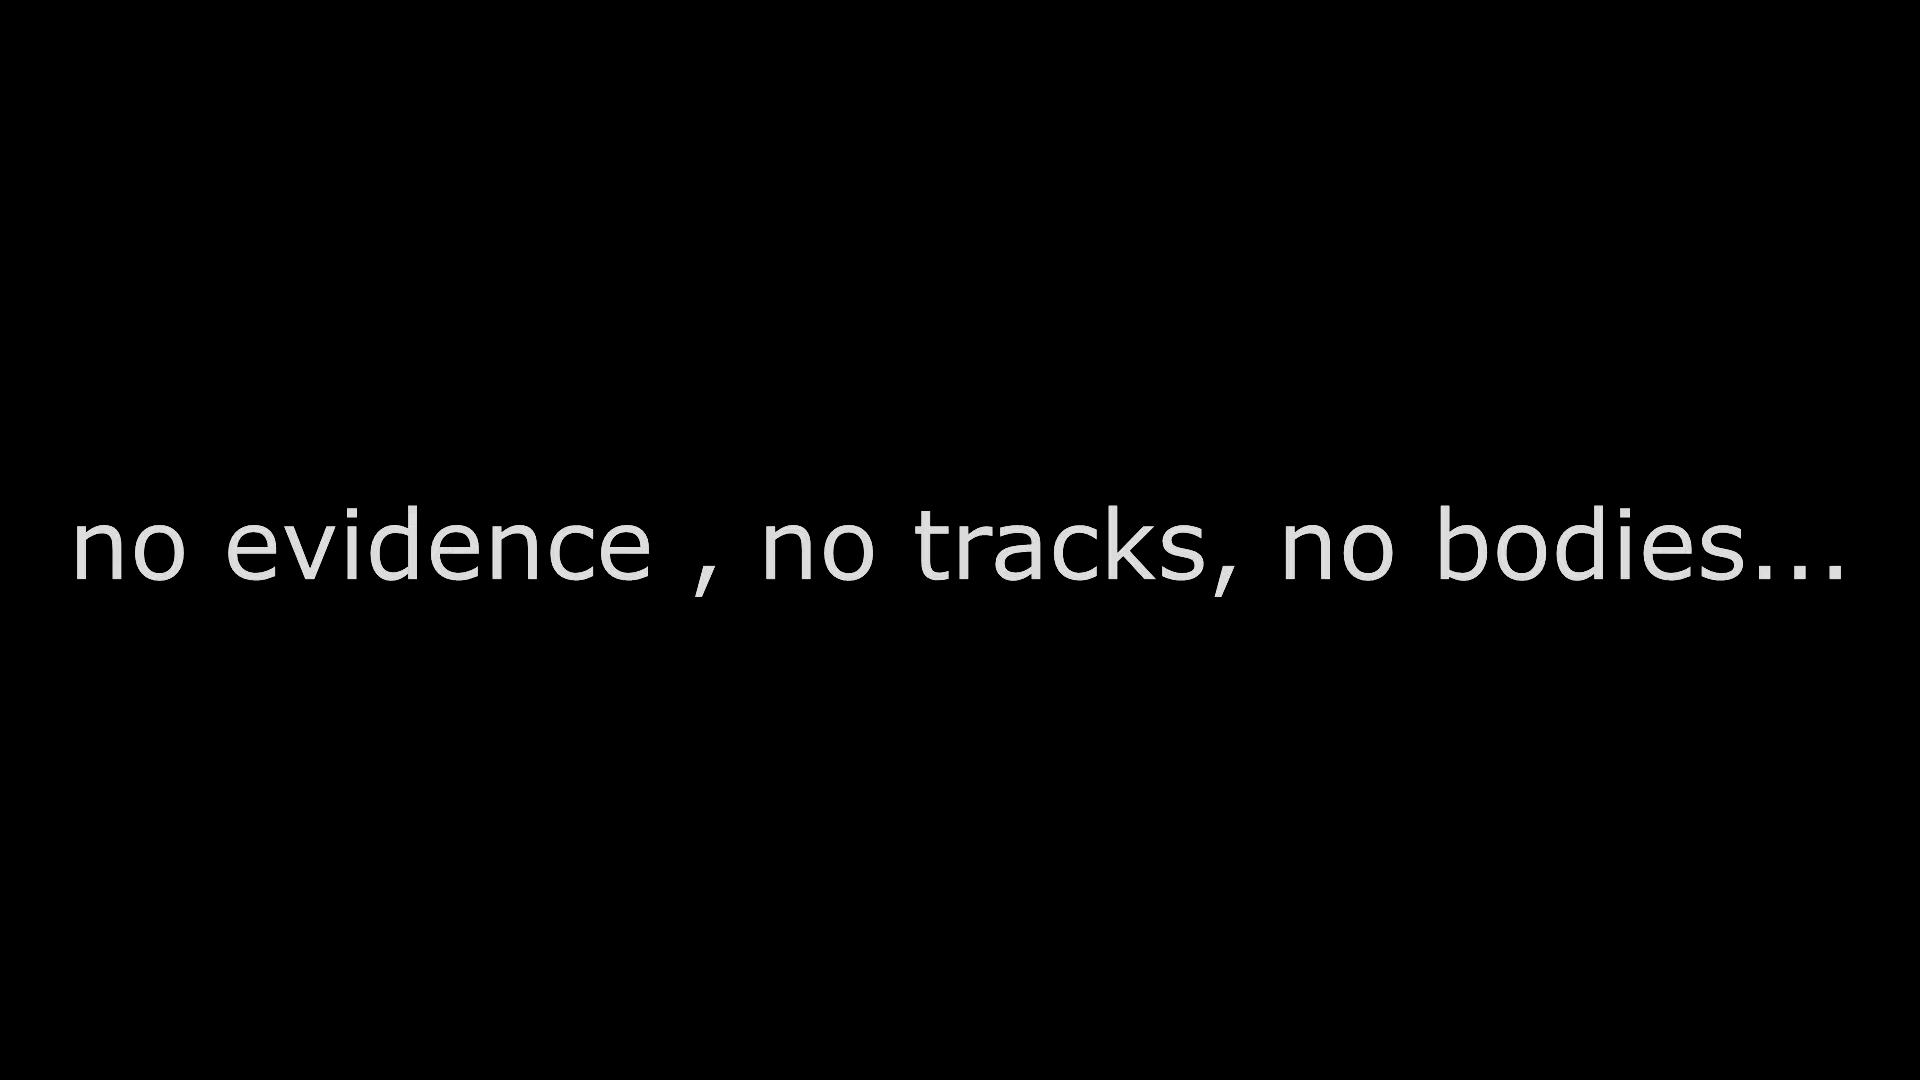 no evidence , no tracks, no bodies...